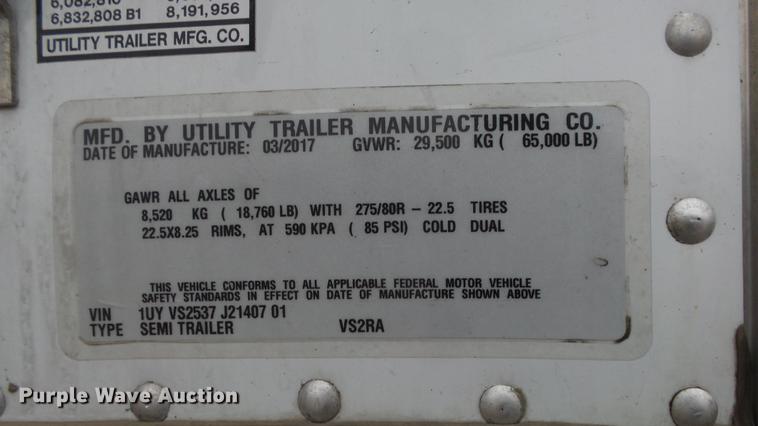 6,832,808 B1 8,191,956
UTILITY TRAILER MFG. CO.
MFD. BY UTILITY TRAILER MANUFACTURING CO.
DATE OF MANUFACTURE: 03/2017 GVWR: 29,500 KG ( 65,000 LB)
GAWR ALL AXLES OF
8,520 KG ( 18,760 LB) WITH 275/80R - 22.5 TIRES
22.5X8.25 RIMS, AT 590 KPA ( 85 PSI) COLD DUAL
THIS VEHICLE CONFORMS TO ALL APPLICABLE FEDERAL MOTOR VEHICLE
SAFETY STANDARDS IN EFFECT ON DATE OF MANUFACTURE SHOWN ABOVE
VIN 1UY VS2537 J21407 01
TYPE SEMI TRAILER VS2RA
Purple Wave Auction